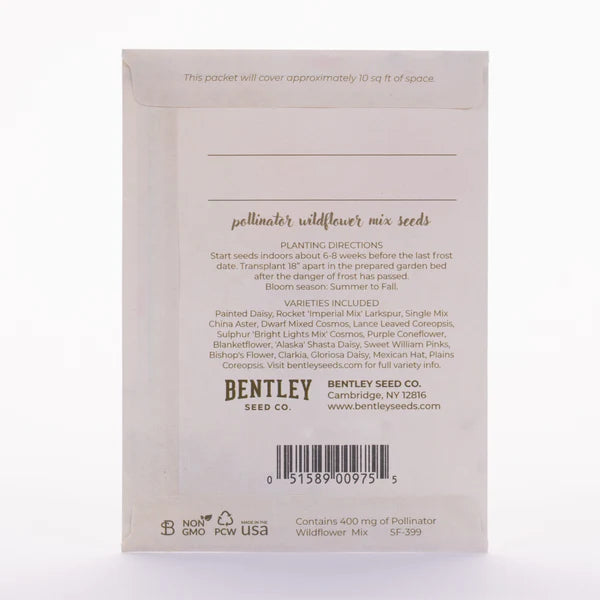 This packet will cover approximately 10 sq ft of space.
pollinator wildflower mix seeds
PLANTING DIRECTIONS
Start seeds indoors about 6-8 weeks before the last frost
date. Transplant 18" apart in the prepared garden bed
after the danger of frost has passed.
Bloom season: Summer to Fall.
VARIETIES INCLUDED
Painted Daisy, Rocket 'Imperial Mix' Larkspur, Single Mix
China Aster, Dwarf Mixed Cosmos, Lance Leaved Coreopsis,
Sulphur 'Bright Lights Mix' Cosmos, Purple Coneflower,
Blanketflower, 'Alaska' Shasta Daisy, Sweet William Pinks,
Bishop's Flower, Clarkia, Gloriosa Daisy, Mexican Hat, Plains
Coreopsis. Visit bentleyseeds.com for full variety info.
BENTLEY
SEED CO.
BENTLEY SEED CO.
Cambridge, NY 12816
www.bentleyseeds.com
0 51589 00975 5
B
NON
GMO
PCW
MADE IN THE
usa
Contains 400 mg of Pollinator
Wildflower Mix SF-399